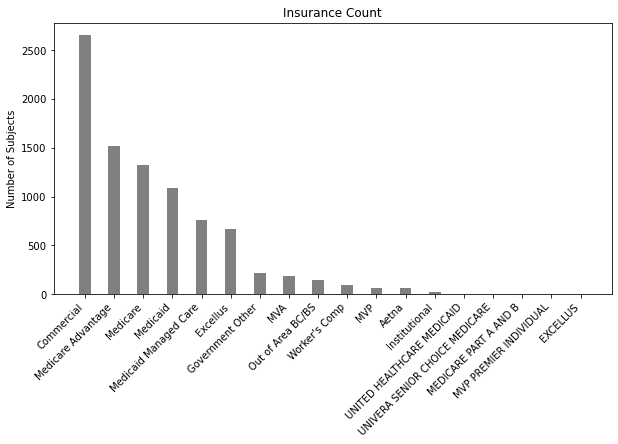 Insurance Count
Number of Subjects
2500
2000
1500
1000
500
0
Commercial
Medicare Advantage
Medicare
Medicaid
Medicaid Managed Care
Excellus
Government Other
MVA
Out of Area BC/BS
Worker's Comp
MVP
Aetna
Institutional
UNITED HEALTHCARE MEDICAID
UNIVERA SENIOR CHOICE MEDICARE
MEDICARE PART A AND B
MVP PREMIER INDIVIDUAL
EXCELLUS